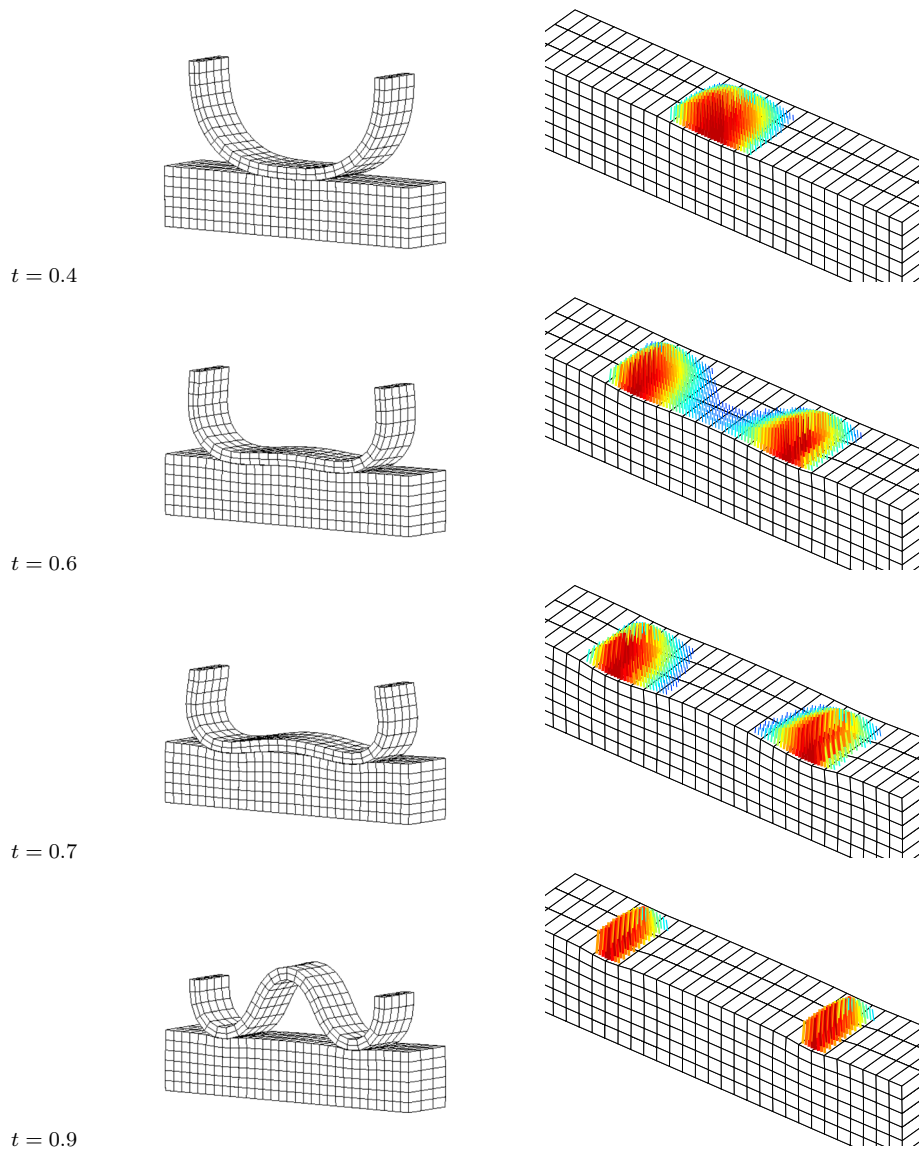 t = 0.4
t = 0.6
t = 0.7
t = 0.9